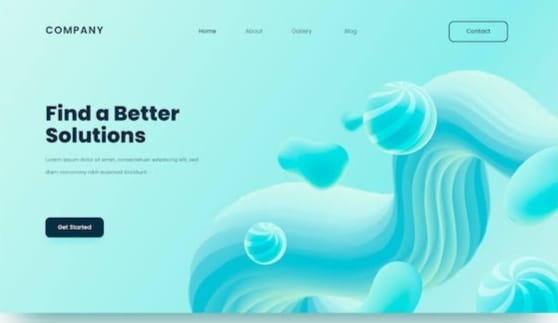 COMPANY
Home
About
Gallery
Blog
Contact
Find a Better
Solutions
Lorem ipsum dolor sit amet, consectetuer adipiscing elit, sed
diam nonummy nibh euismod tincidunt
Get Started